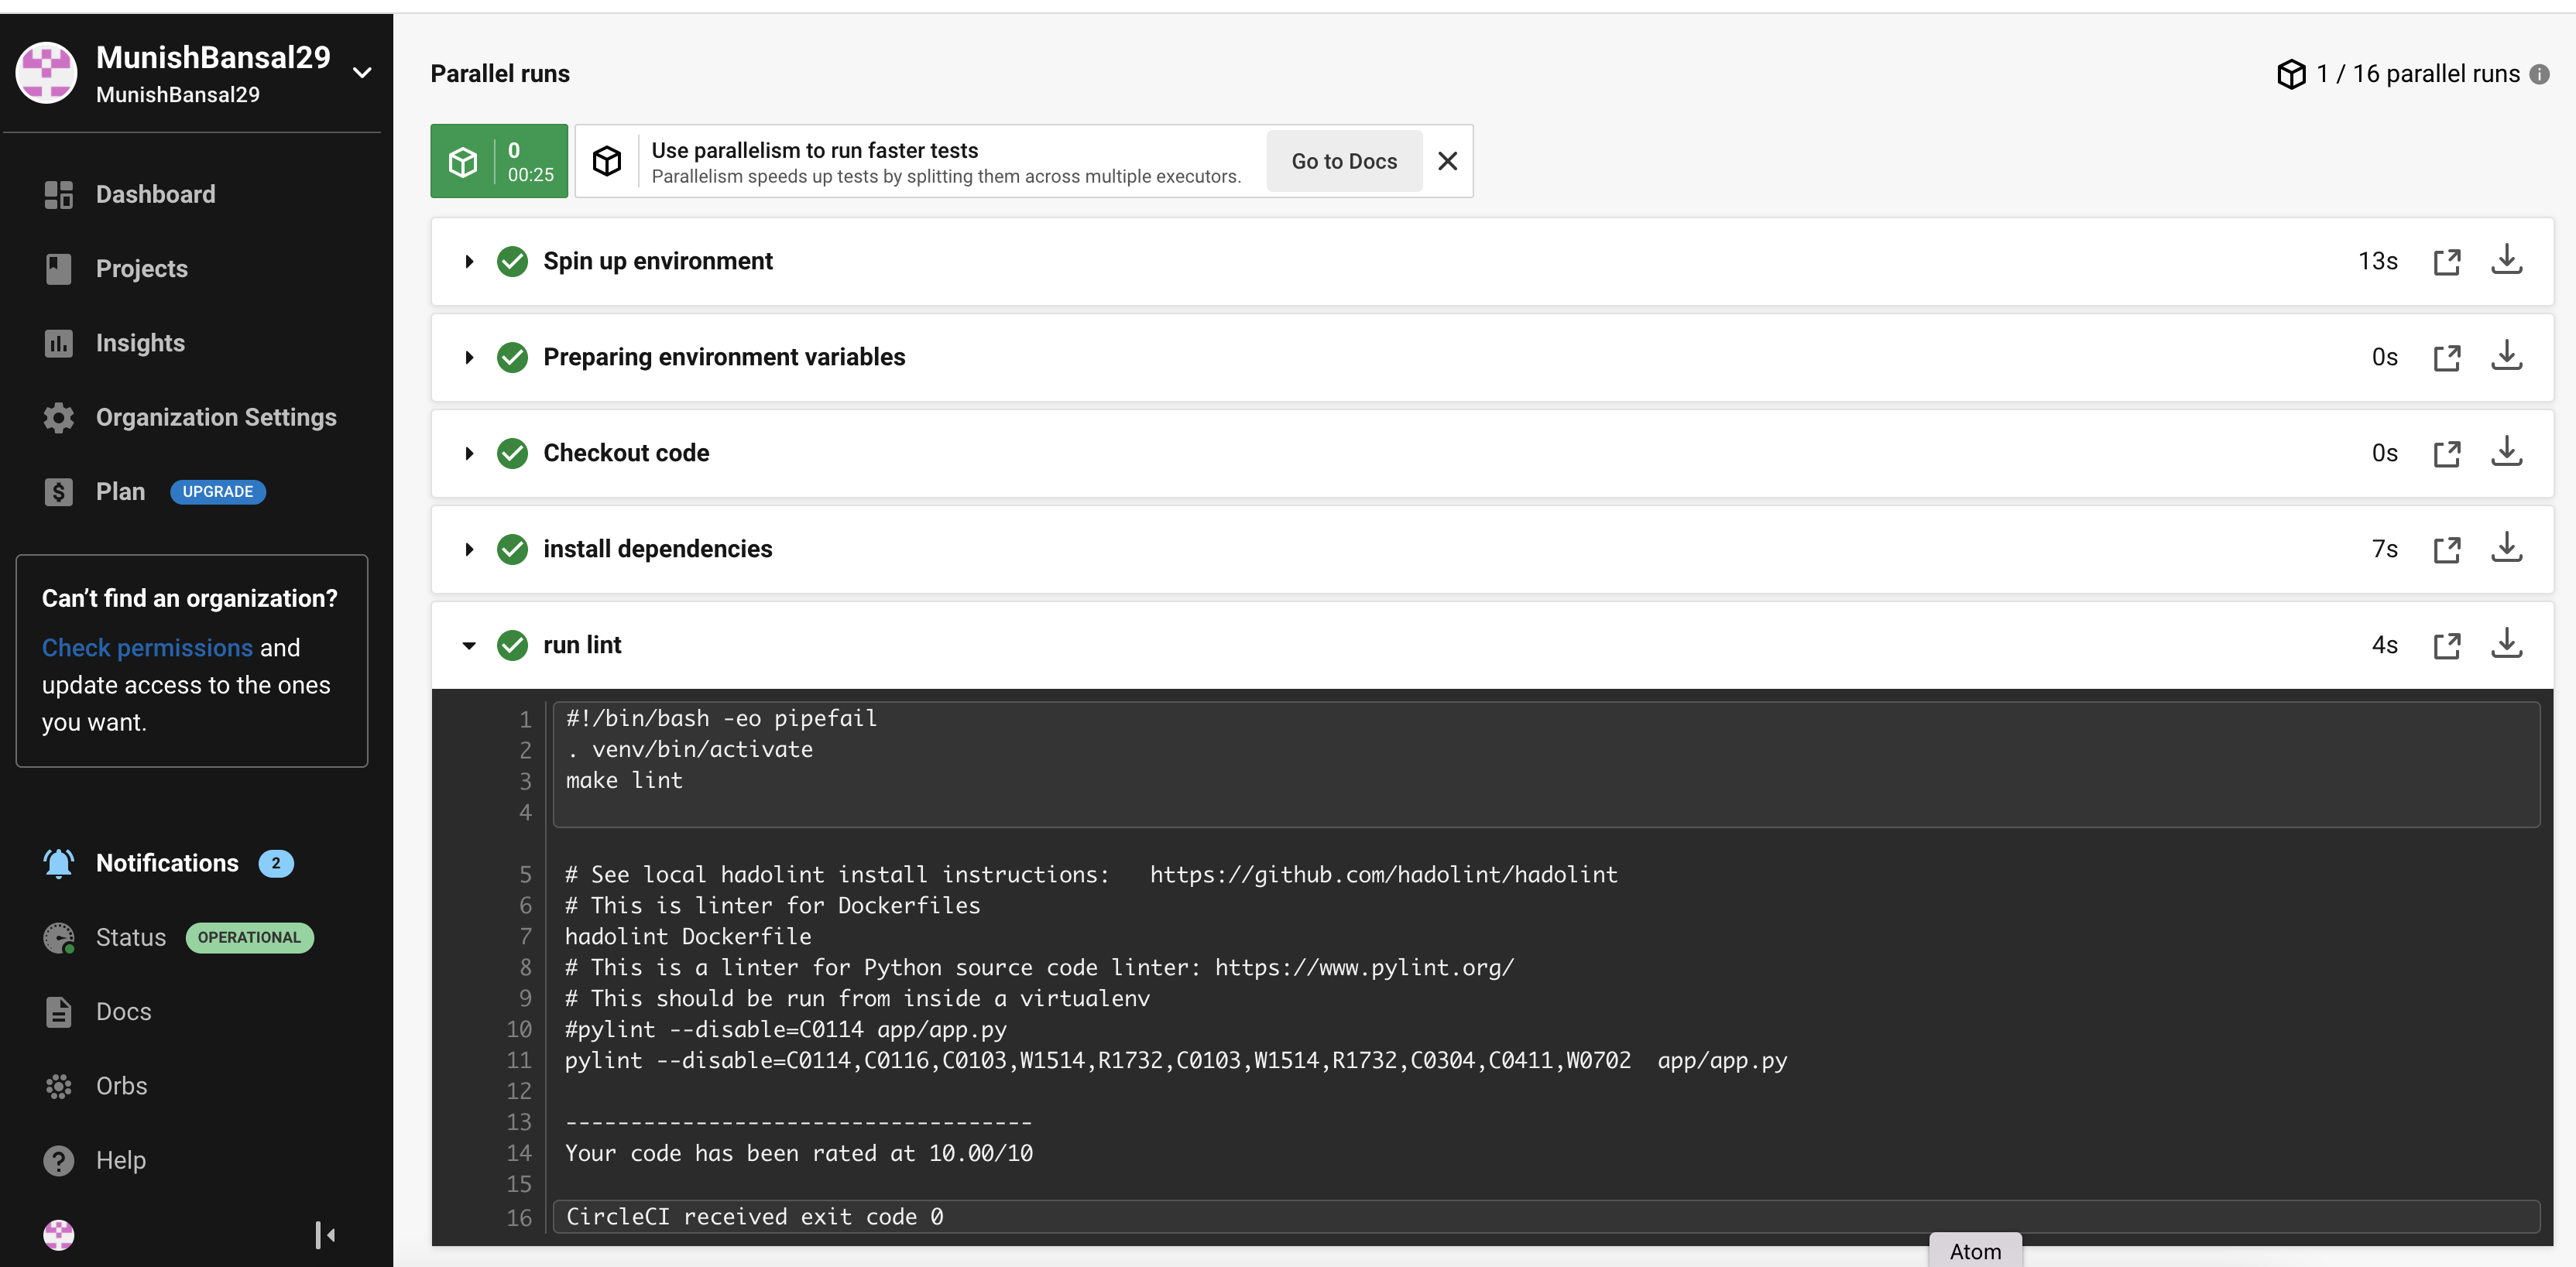 MunishBansal29
MunishBansal29
Dashboard
Projects
Insights
Organization Settings
Plan UPGRADE
Can’t find an organization?
Check permissions and
update access to the ones
you want.
Notifications 2
Status OPERATIONAL
Docs
Orbs
Help
Parallel runs
1 / 16 parallel runs
0
00:25
Use parallelism to run faster tests
Parallelism speeds up tests by splitting them across multiple executors.
Go to Docs
Spin up environment 13s
Preparing environment variables 0s
Checkout code 0s
install dependencies 7s
run lint 4s
1 #!/bin/bash -eo pipefail
2 . venv/bin/activate
3 make lint
4
5 # See local hadolint install instructions:   https://github.com/hadolint/hadolint
6 # This is linter for Dockerfiles
7 hadolint Dockerfile
8 # This is a linter for Python source code linter: https://www.pylint.org/
9 # This should be run from inside a virtualenv
10 #pylint --disable=C0114 app/app.py
11 pylint --disable=C0114,C0116,C0103,W1514,R1732,C0103,W1514,R1732,C0304,C0411,W0702  app/app.py
12
13 ------------------------------------
14 Your code has been rated at 10.00/10
15
16 CircleCI received exit code 0
Atom